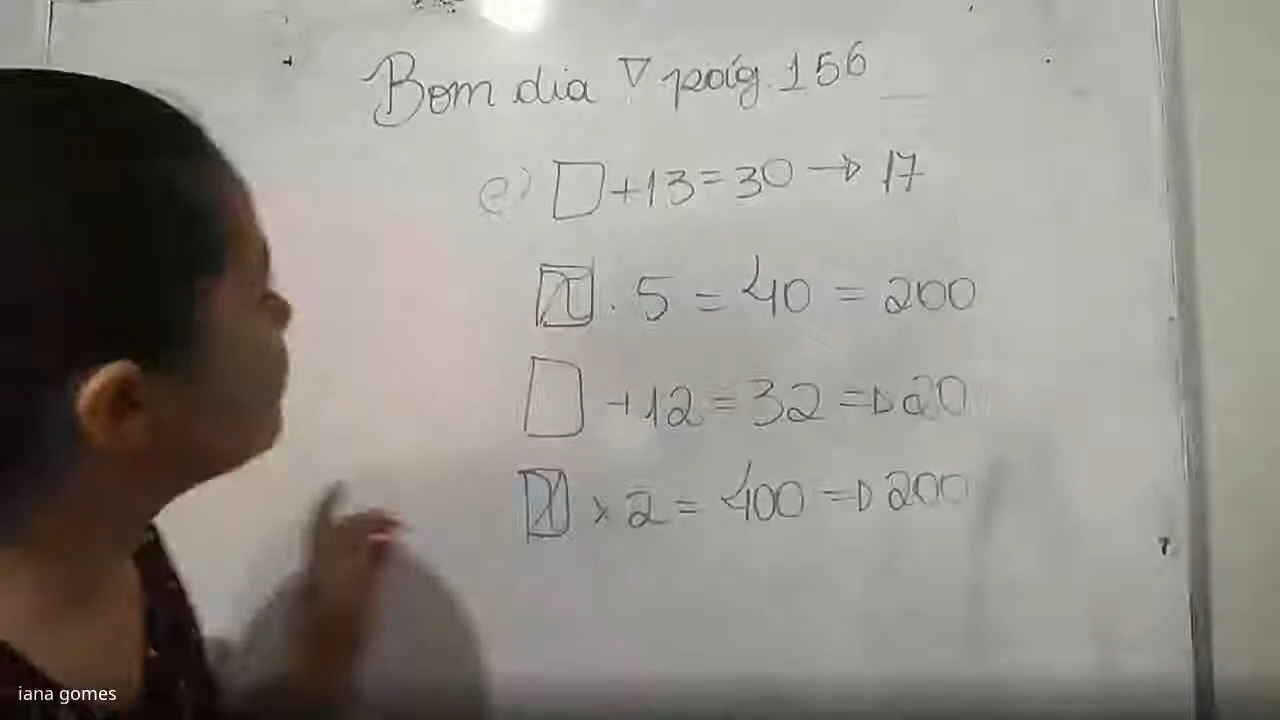 Bom dia ▽ pág. 156
e) □ + 13 = 30 → 17
x . 5 = 40 = 200
□ + 12 = 32 => 20
x × 2 = 400 => 200
iana gomes